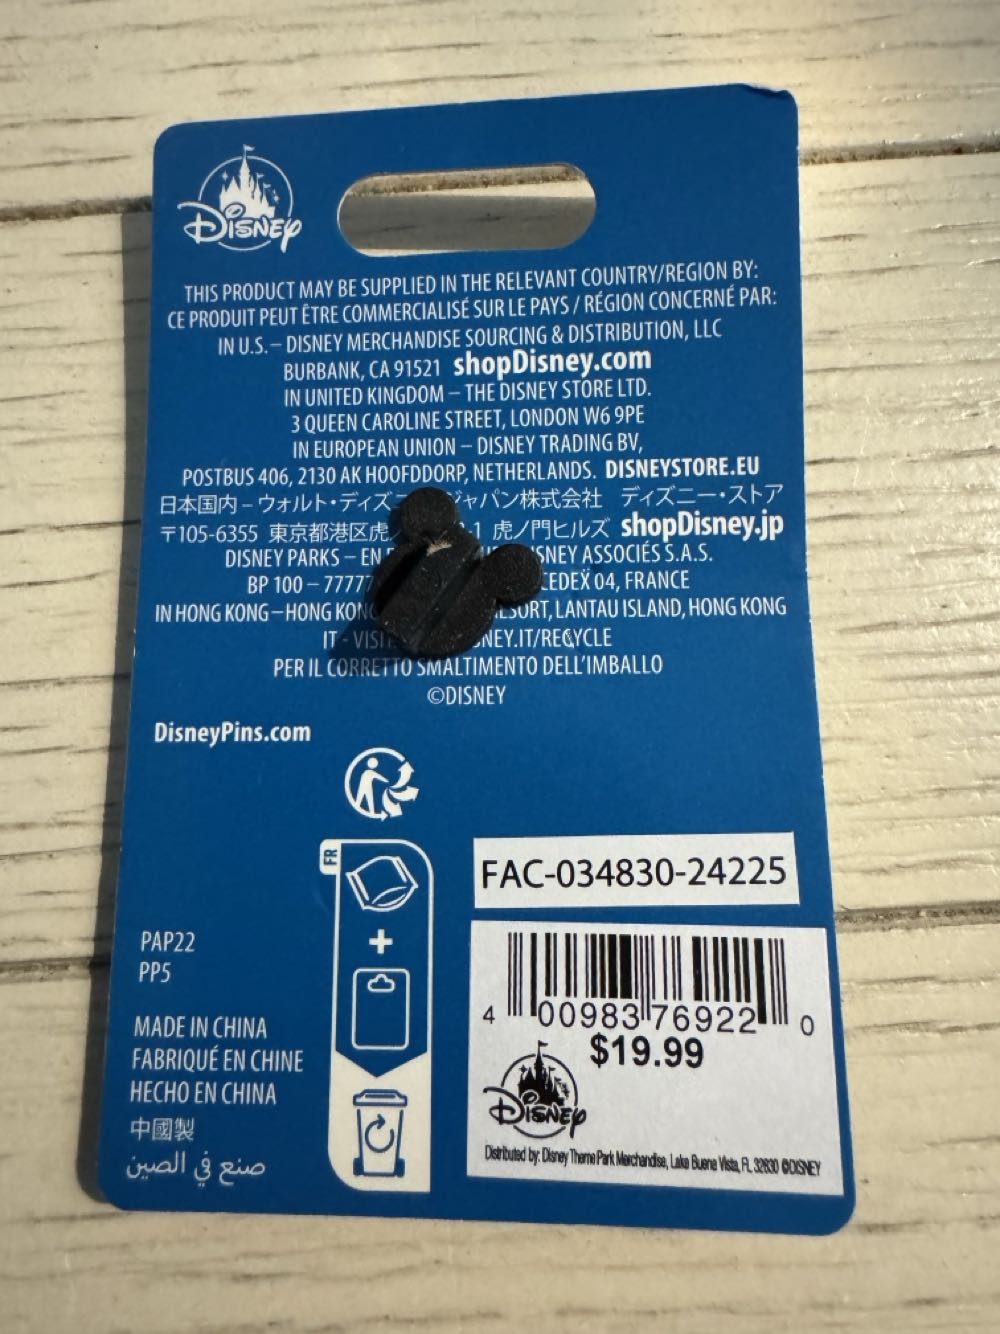 DISNEY
THIS PRODUCT MAY BE SUPPLIED IN THE RELEVANT COUNTRY/REGION BY:
CE PRODUIT PEUT ÊTRE COMMERCIALISÉ SUR LE PAYS / RÉGION CONCERNÉ PAR:
IN U.S. – DISNEY MERCHANDISE SOURCING & DISTRIBUTION, LLC
BURBANK, CA 91521 shopDisney.com
IN UNITED KINGDOM – THE DISNEY STORE LTD.
3 QUEEN CAROLINE STREET, LONDON W6 9PE
IN EUROPEAN UNION – DISNEY TRADING BV,
POSTBUS 406, 2130 AK HOOFDDORP, NETHERLANDS. DISNEYSTORE.EU
日本国内 – ウォルト・ディズ ジャパン株式会社 ディズニー・ストア
〒105-6355 東京都港区虎 1 虎ノ門ヒルズ shopDisney.jp
DISNEY PARKS – EN ISNEY ASSOCIÉS S.A.S.
BP 100 – 7777 CEDEX 04, FRANCE
IN HONG KONG – HONG KONG ESORT, LANTAU ISLAND, HONG KONG
IT - VISI NEY.IT/RECYCLE
PER IL CORRETTO SMALTIMENTO DELL'IMBALLO
©DISNEY
DisneyPins.com
FR
+
FAC-034830-24225
4 00983 76922 0
$19.99
DISNEY
Distributed by: Disney Theme Park Merchandise, Lake Buena Vista, FL 32830 ©DISNEY
PAP22
PP5
MADE IN CHINA
FABRIQUÉ EN CHINE
HECHO EN CHINA
中國製
صنع في الصين